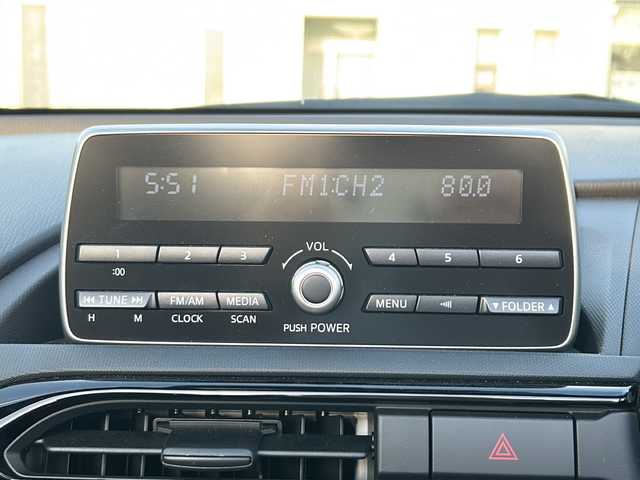 5:51 FM1:CH2 80.0
1 2 3 VOL 4 5 6
:00
TUNE FM/AM MEDIA MENU FOLDER
H M CLOCK SCAN PUSH POWER